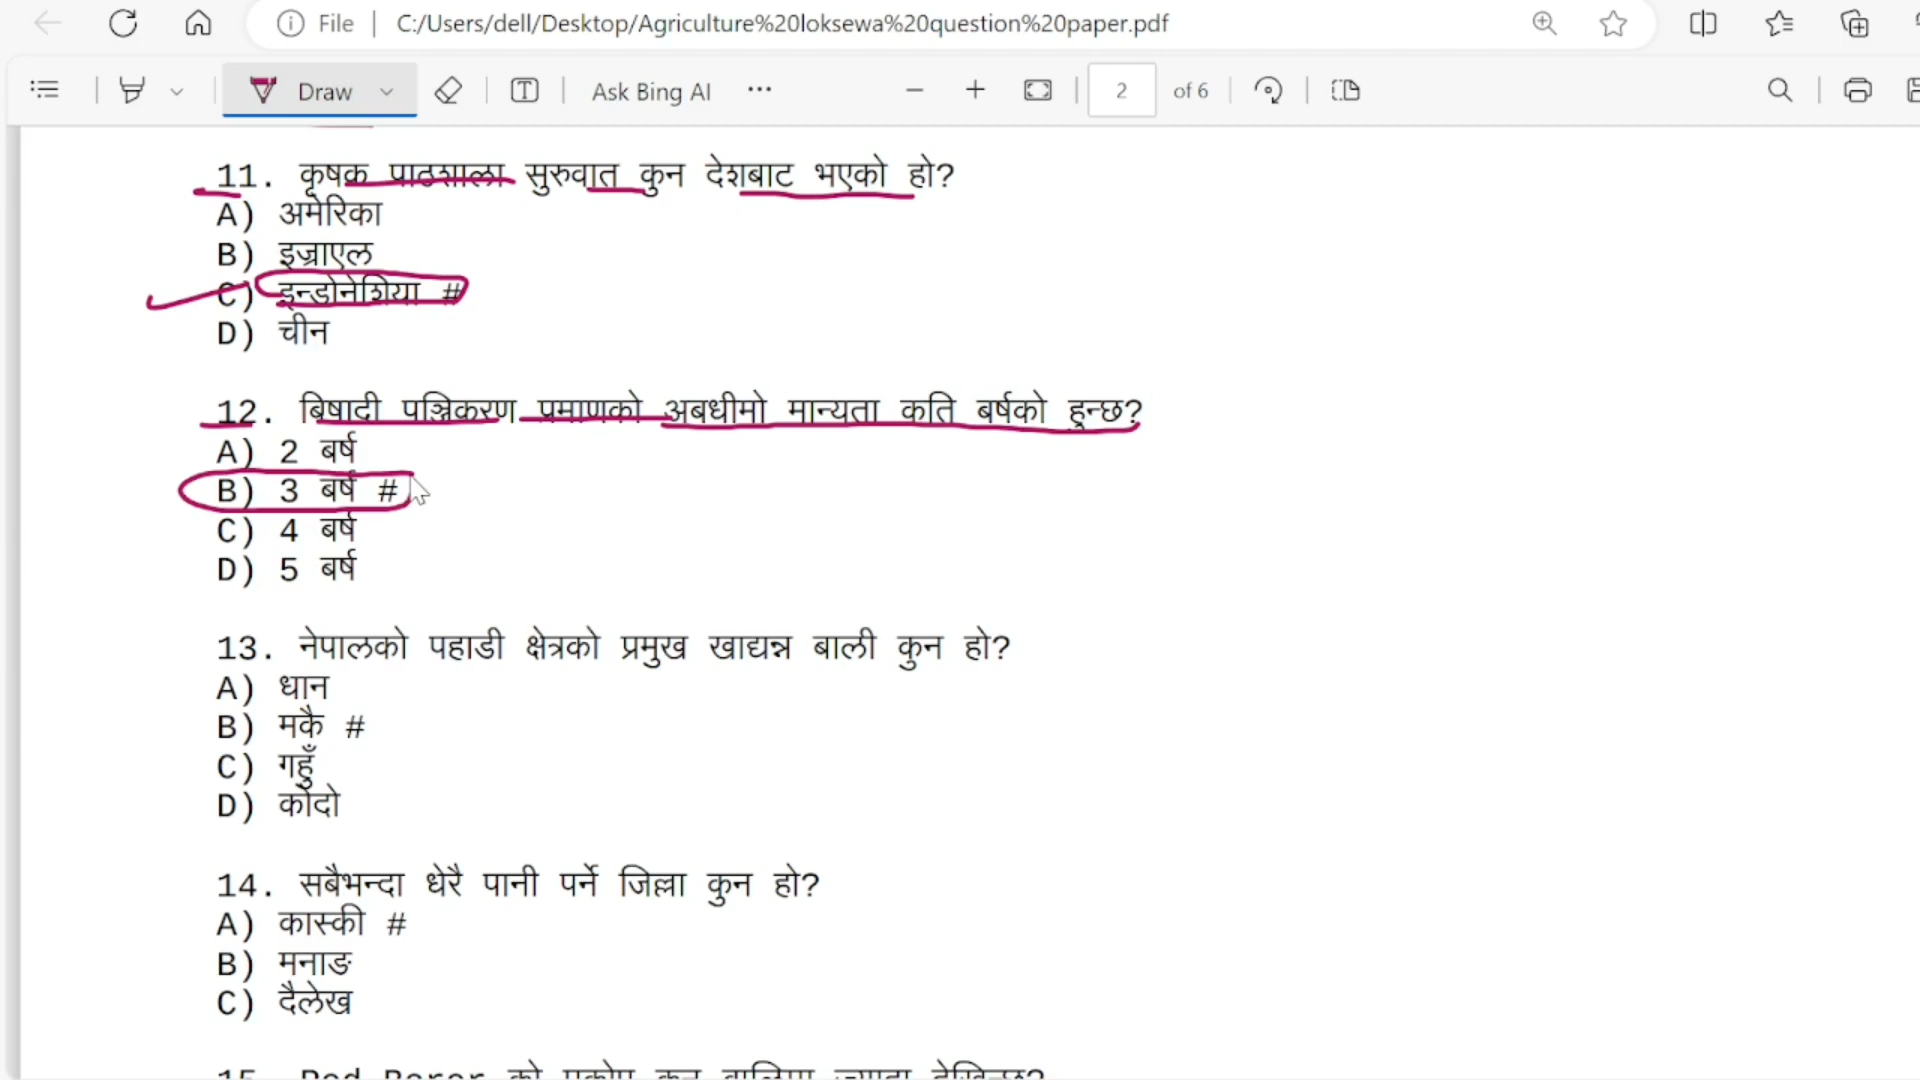 File | C:/Users/dell/Desktop/Agriculture%20loksewa%20question%20paper.pdf
Draw Ask Bing AI 2 of 6
11. कृषक पाठशाला सुरुवात कुन देशबाट भएको हो?
A) अमेरिका
B) इज्राएल
C) इन्डोनेशिया #
D) चीन
12. बिषादी पञ्जिकरण प्रमाणको अबधीमो मान्यता कति बर्षको हुन्छ?
A) 2 बर्ष
B) 3 बर्ष #
C) 4 बर्ष
D) 5 बर्ष
13. नेपालको पहाडी क्षेत्रको प्रमुख खाद्यन्न बाली कुन हो?
A) धान
B) मकै #
C) गहुँ
D) कोदो
14. सबैभन्दा धेरै पानी पर्ने जिल्ला कुन हो?
A) कास्की #
B) मनाङ
C) दैलेख